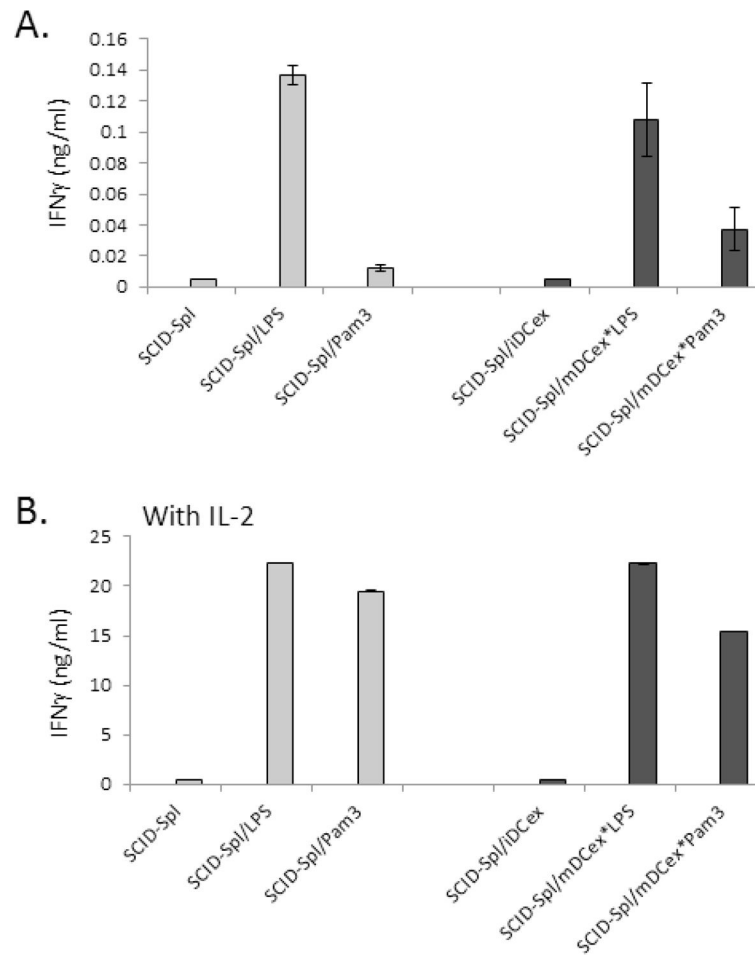 A.
IFNγ (ng/ml)
0.16
0.14
0.12
0.1
0.08
0.06
0.04
0.02
0
SCID-Spl
SCID-Spl/LPS
SCID-Spl/Pam3
SCID-Spl/iDCex
SCID-Spl/mDCex*LPS
SCID-Spl/mDCex*Pam3
B.
With IL-2
IFNγ (ng/ml)
25
20
15
10
5
0
SCID-Spl
SCID-Spl/LPS
SCID-Spl/Pam3
SCID-Spl/iDCex
SCID-Spl/mDCex*LPS
SCID-Spl/mDCex*Pam3